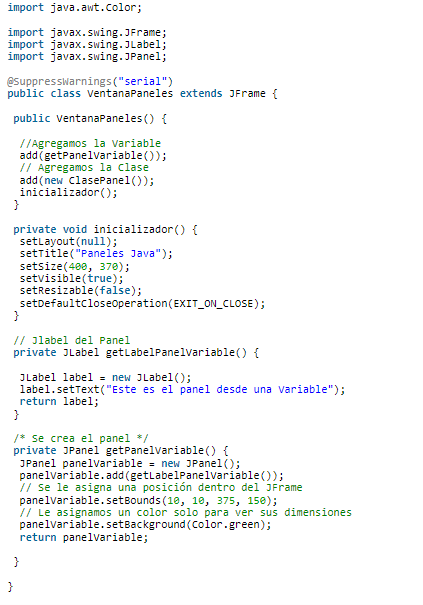 import java.awt.Color;
import javax.swing.JFrame;
import javax.swing.JLabel;
import javax.swing.JPanel;
@SuppressWarnings("serial")
public class VentanaPaneles extends JFrame {
public VentanaPaneles() {
//Agregamos la Variable
add(getPanelVariable());
// Agregamos la Clase
add(new ClasePanel());
inicializador();
}
private void inicializador() {
setLayout(null);
setTitle("Paneles Java");
setSize(400, 370);
setVisible(true);
setResizable(false);
setDefaultCloseOperation(EXIT_ON_CLOSE);
}
// Jlabel del Panel
private JLabel getLabelPanelVariable() {
JLabel label = new JLabel();
label.setText("Este es el panel desde una Variable");
return label;
}
/* Se crea el panel */
private JPanel getPanelVariable() {
JPanel panelVariable = new JPanel();
panelVariable.add(getLabelPanelVariable());
// Se le asigna una posición dentro del JFrame
panelVariable.setBounds(10, 10, 375, 150);
// Le asignamos un color solo para ver sus dimensiones
panelVariable.setBackground(Color.green);
return panelVariable;
}
}